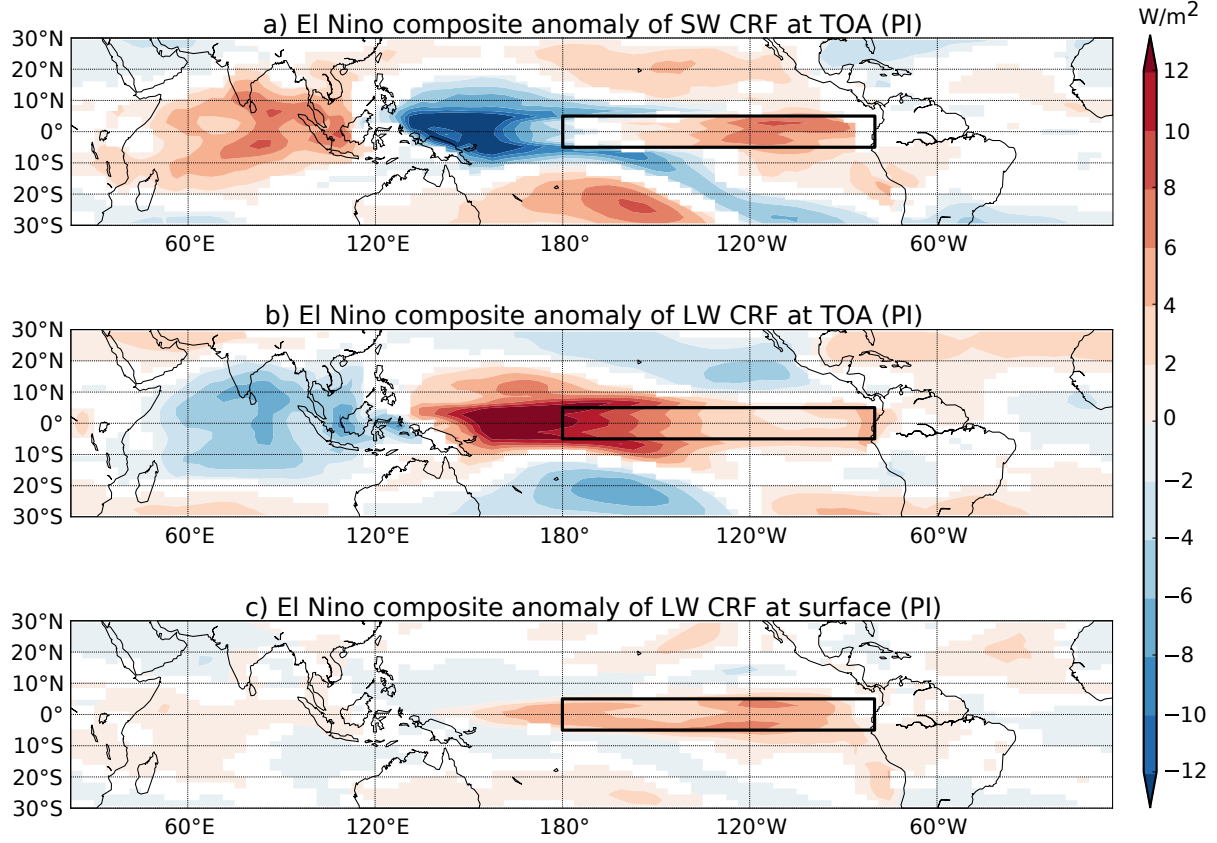 a) El Nino composite anomaly of SW CRF at TOA (PI)
W/m²
30°N
20°N
10°N
0°
10°S
20°S
30°S
60°E 120°E 180° 120°W 60°W
b) El Nino composite anomaly of LW CRF at TOA (PI)
30°N
20°N
10°N
0°
10°S
20°S
30°S
60°E 120°E 180° 120°W 60°W
c) El Nino composite anomaly of LW CRF at surface (PI)
30°N
20°N
10°N
0°
10°S
20°S
30°S
60°E 120°E 180° 120°W 60°W
12
10
8
6
4
2
0
−2
−4
−6
−8
−10
−12